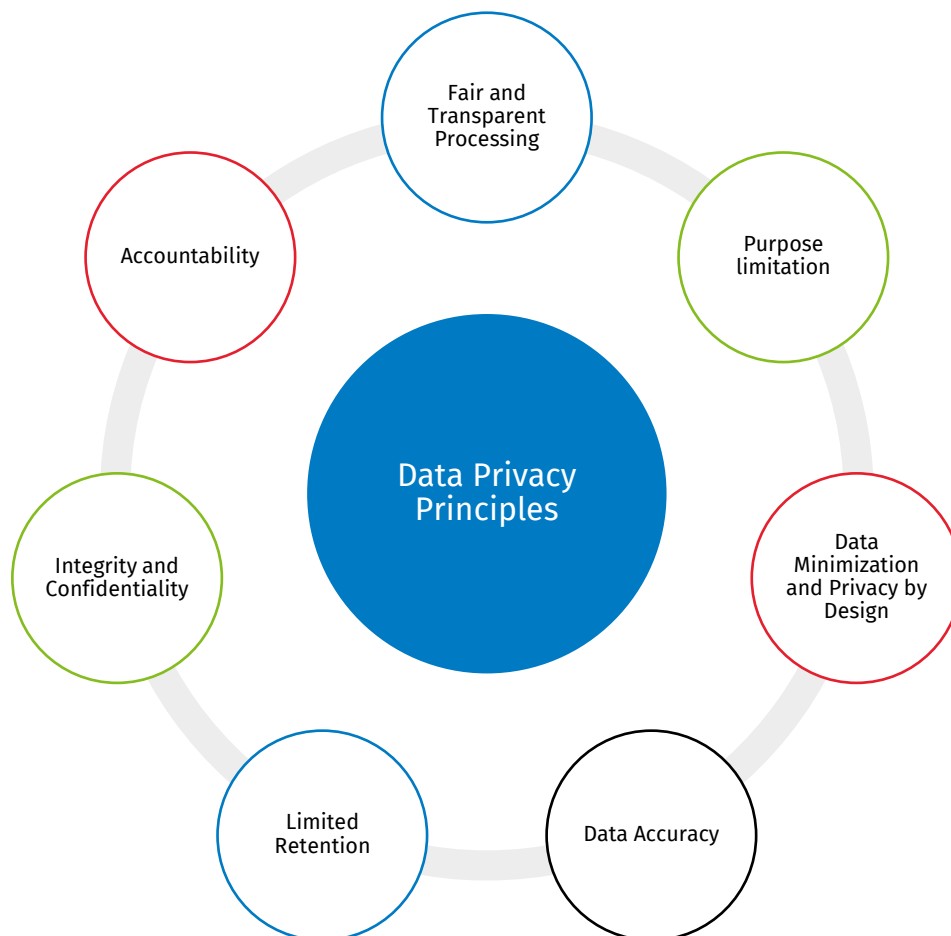 Fair and
Transparent
Processing
Accountability
Purpose
limitation
Data Privacy
Principles
Integrity and
Confidentiality
Data
Minimization
and Privacy by
Design
Limited
Retention
Data Accuracy